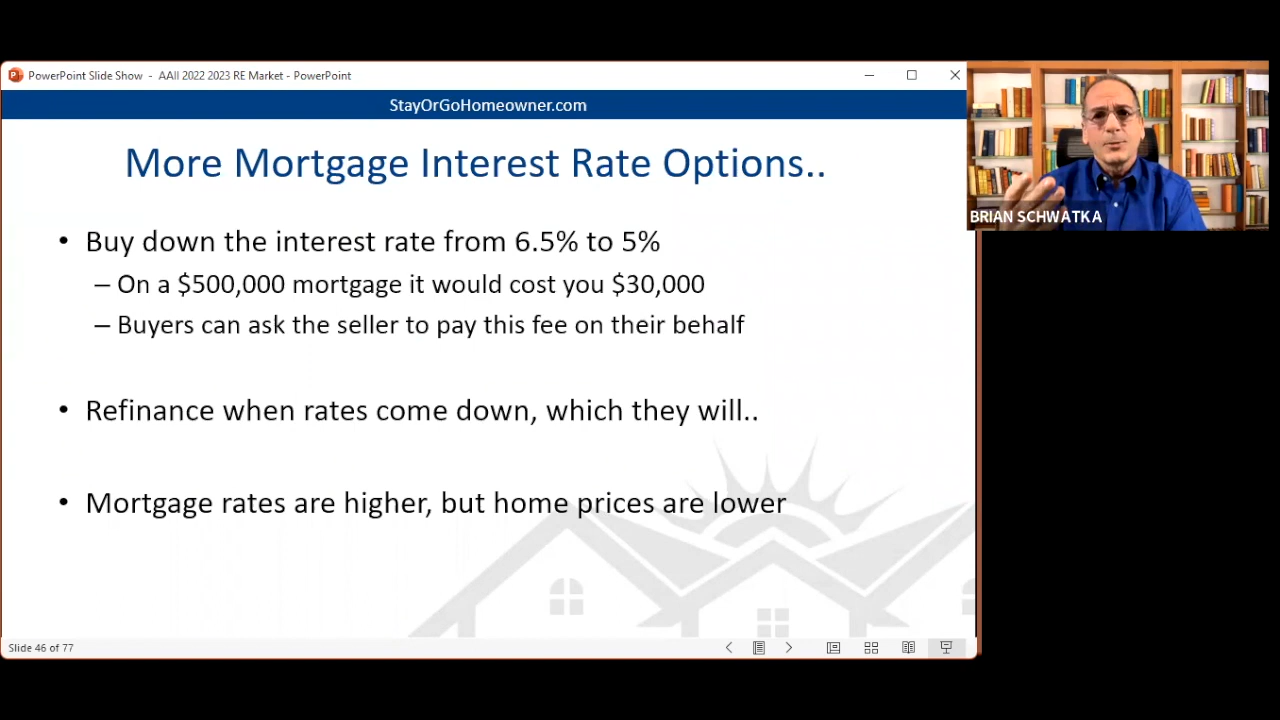 PowerPoint Slide Show - AAII 2022 2023 RE Market - PowerPoint
StayOrGoHomeowner.com
More Mortgage Interest Rate Options..
• Buy down the interest rate from 6.5% to 5%
– On a $500,000 mortgage it would cost you $30,000
– Buyers can ask the seller to pay this fee on their behalf
• Refinance when rates come down, which they will..
• Mortgage rates are higher, but home prices are lower
BRIAN SCHWATKA
Slide 46 of 77